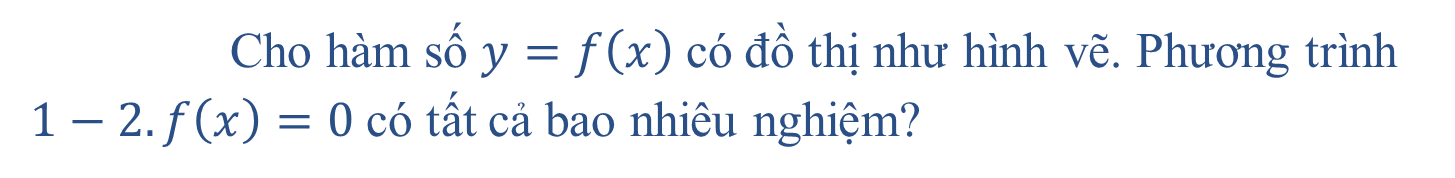 Cho hàm số y = f(x) có đồ thị như hình vẽ. Phương trình
1 − 2. f(x) = 0 có tất cả bao nhiêu nghiệm?